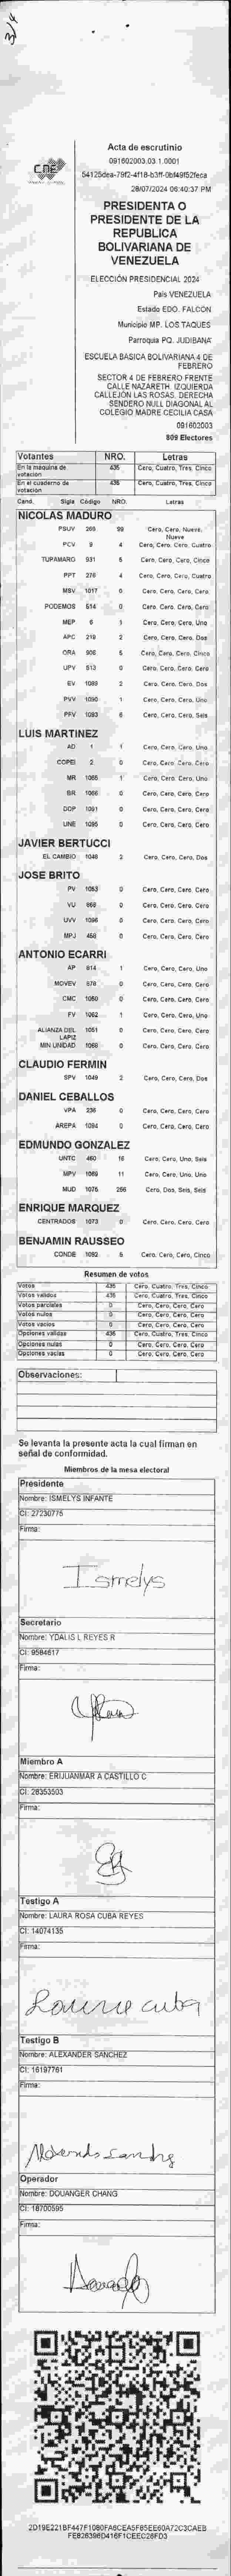 3/4
Acta de escrutinio
091602003.03.1.0001
54125dea-79f2-4f18-b3ff-0bf49f52feca
28/07/2024 08:40:37 PM
CNE
PRESIDENTA O
PRESIDENTE DE LA
REPUBLICA
BOLIVARIANA DE
VENEZUELA
ELECCIÓN PRESIDENCIAL 2024
País VENEZUELA
Estado EDO. FALCON
Municipio MP. LOS TAQUES
Parroquia PQ. JUDIBANA
ESCUELA BASICA BOLIVARIANA 4 DE
FEBRERO
SECTOR 4 DE FEBRERO FRENTE
CALLE NAZARETH. IZQUIERDA
CALLEJÓN LAS ROSAS. DERECHA
SENDERO NULL DIAGONAL AL
COLEGIO MADRE CECILIA CASA
091602003
809 Electores
Votantes NRO. Letras
En la máquina de votación 435 Cero, Cuatro, Tres, Cinco
En el cuaderno de votación 435 Cero, Cuatro, Tres, Cinco
Cand. Sigla Código NRO. Letras
NICOLAS MADURO
PSUV 266 99 Cero, Cero, Nueve,
Nueve
PCV 9 4 Cero, Cero, Cero, Cuatro
TUPAMARO 931 5 Cero, Cero, Cero, Cinco
PPT 276 4 Cero, Cero, Cero, Cuatro
MSV 1017 0 Cero, Cero, Cero, Cero
PODEMOS 514 0 Cero, Cero, Cero, Cero
MEP 6 1 Cero, Cero, Cero, Uno
APC 219 2 Cero, Cero, Cero, Dos
ORA 906 5 Cero, Cero, Cero, Cinco
UPV 513 0 Cero, Cero, Cero, Cero
EV 1089 2 Cero, Cero, Cero, Dos
PVV 1090 1 Cero, Cero, Cero, Uno
PFV 1093 6 Cero, Cero, Cero, Seis
LUIS MARTINEZ
AD 1 1 Cero, Cero, Cero, Uno
COPEI 2 0 Cero, Cero, Cero, Cero
MR 1065 1 Cero, Cero, Cero, Uno
BR 1066 0 Cero, Cero, Cero, Cero
DDP 1091 0 Cero, Cero, Cero, Cero
UNE 1095 0 Cero, Cero, Cero, Cero
JAVIER BERTUCCI
EL CAMBIO 1048 2 Cero, Cero, Cero, Dos
JOSE BRITO
PV 1053 0 Cero, Cero, Cero, Cero
VU 868 0 Cero, Cero, Cero, Cero
UVV 1096 0 Cero, Cero, Cero, Cero
MPJ 458 0 Cero, Cero, Cero, Cero
ANTONIO ECARRI
AP 814 1 Cero, Cero, Cero, Uno
MOVEV 878 0 Cero, Cero, Cero, Cero
CMC 1050 0 Cero, Cero, Cero, Cero
FV 1062 1 Cero, Cero, Cero, Uno
ALIANZA DEL LAPIZ 1051 0 Cero, Cero, Cero, Cero
MIN UNIDAD 1069 0 Cero, Cero, Cero, Cero
CLAUDIO FERMIN
SPV 1049 2 Cero, Cero, Cero, Dos
DANIEL CEBALLOS
VPA 236 0 Cero, Cero, Cero, Cero
AREPA 1094 0 Cero, Cero, Cero, Cero
EDMUNDO GONZALEZ
UNTC 460 16 Cero, Cero, Uno, Seis
MPV 1069 11 Cero, Cero, Uno, Uno
MUD 1075 266 Cero, Dos, Seis, Seis
ENRIQUE MARQUEZ
CENTRADOS 1073 0 Cero, Cero, Cero, Cero
BENJAMIN RAUSSEO
CONDE 1092 5 Cero, Cero, Cero, Cinco
Resumen de votos
Votos 435 Cero, Cuatro, Tres, Cinco
Votos válidos 435 Cero, Cuatro, Tres, Cinco
Votos parciales 0 Cero, Cero, Cero, Cero
Votos nulos 0 Cero, Cero, Cero, Cero
Votos vacíos 0 Cero, Cero, Cero, Cero
Opciones válidas 435 Cero, Cuatro, Tres, Cinco
Opciones nulas 0 Cero, Cero, Cero, Cero
Opciones vacías 0 Cero, Cero, Cero, Cero
Observaciones:
Se levanta la presente acta la cual firman en
señal de conformidad.
Miembros de la mesa electoral
Presidente
Nombre: ISMELYS INFANTE
CI: 27230775
Firma:
Ismelys
Secretario
Nombre: YDALIS L REYES R
CI: 9584617
Firma:
Miembro A
Nombre: ERIJUANMAR A CASTILLO C
CI: 28353503
Firma:
Testigo A
Nombre: LAURA ROSA CUBA REYES
CI: 14074135
Firma:
Testigo B
Nombre: ALEXANDER SANCHEZ
CI: 16197761
Firma:
Operador
Nombre: DOUANGER CHANG
CI: 18700595
Firma:
2D19E221BF447F1080FA6CEA5F85EE60A72C3CAEB
FE826396D416F1CEEC26FD3